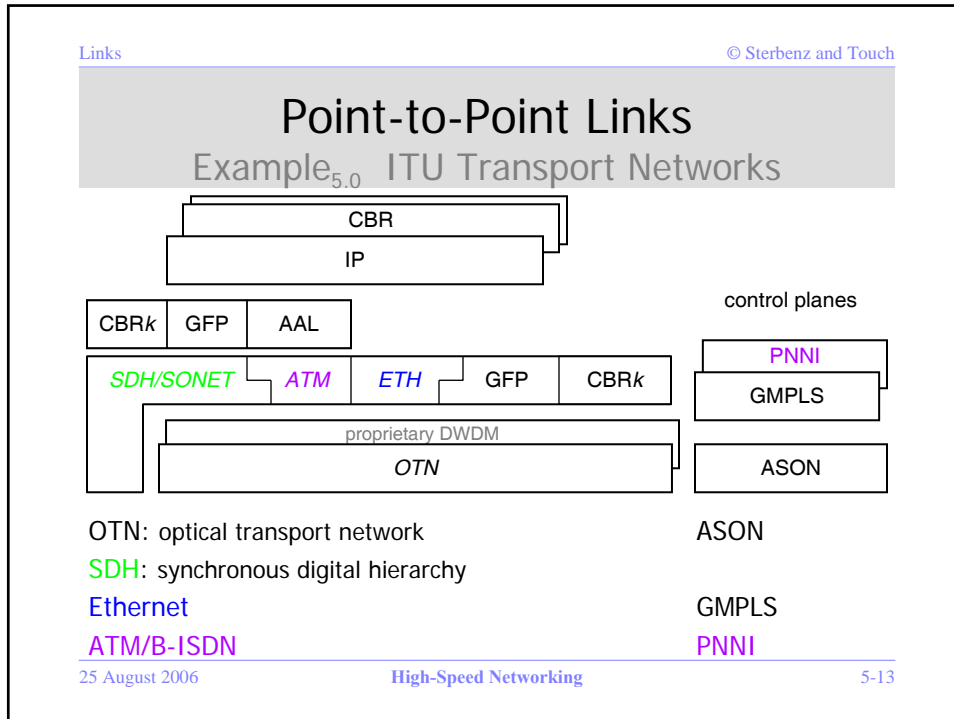 Links © Sterbenz and Touch
Point-to-Point Links
Example5.0 ITU Transport Networks
CBR
IP
control planes
CBRk GFP AAL
PNNI
SDH/SONET ATM ETH GFP CBRk
GMPLS
proprietary DWDM
OTN
ASON
OTN: optical transport network ASON
SDH: synchronous digital hierarchy
Ethernet GMPLS
ATM/B-ISDN PNNI
25 August 2006 High-Speed Networking 5-13